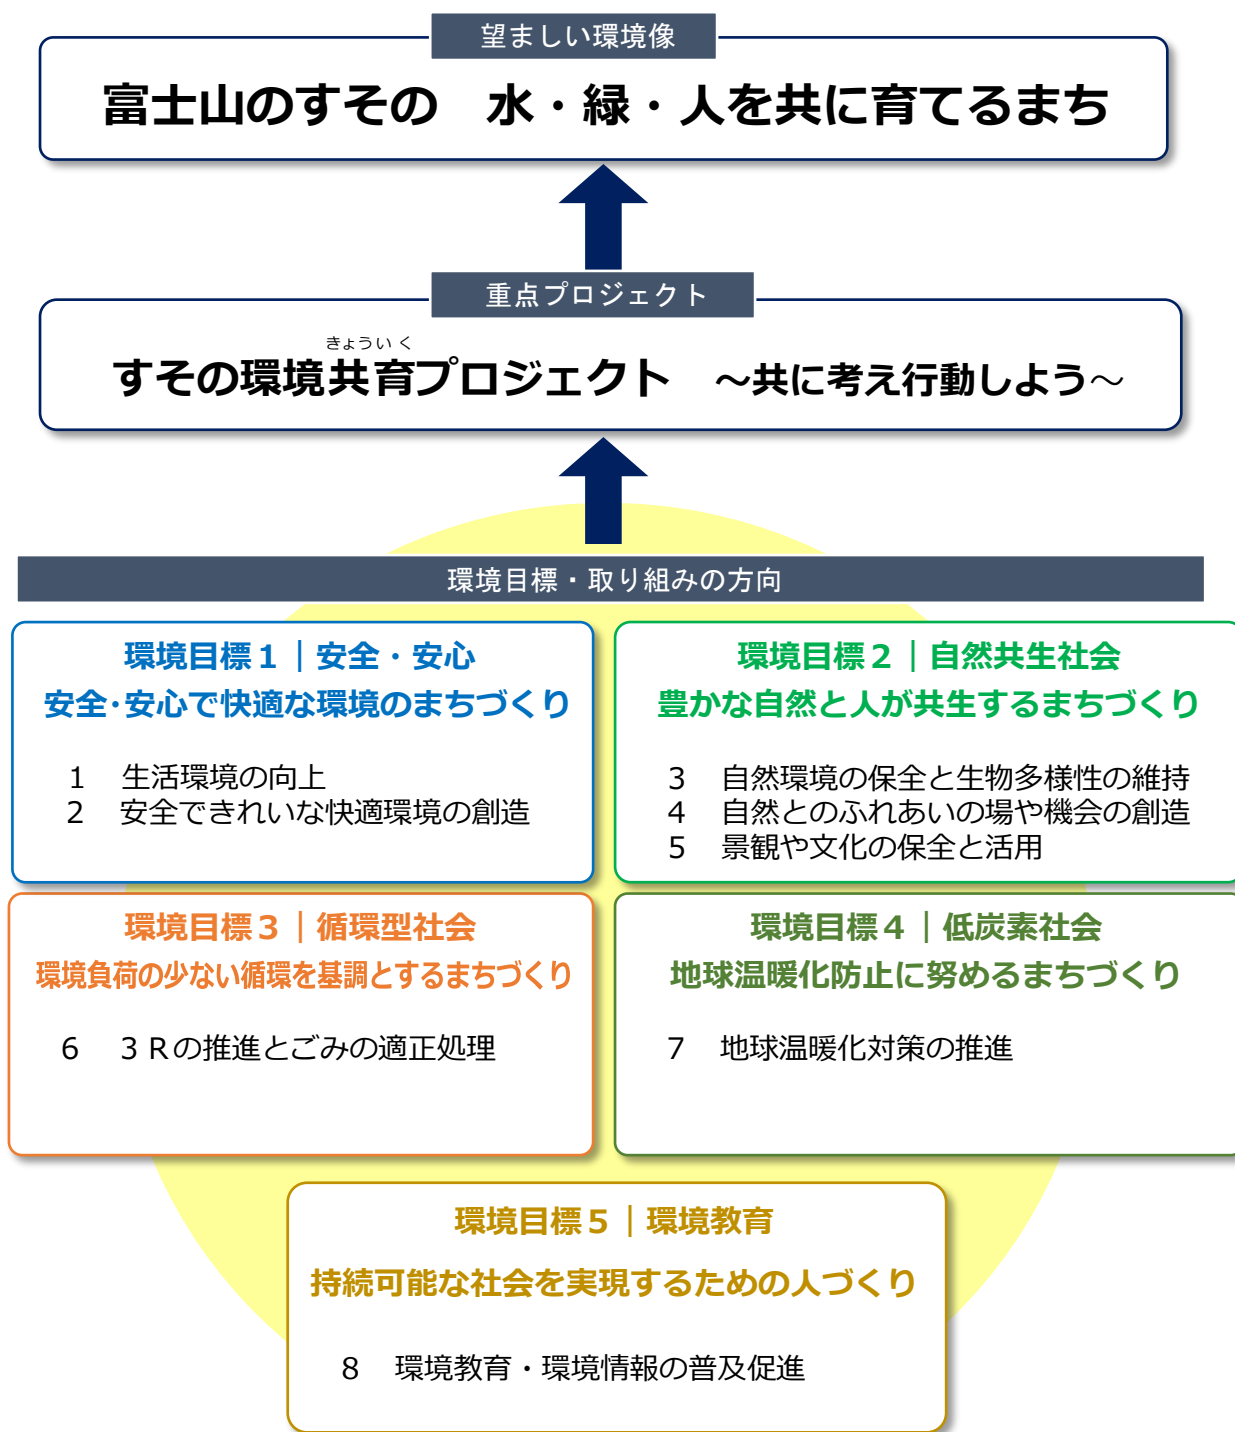 望ましい環境像
富士山のすその　水・緑・人を共に育てるまち
重点プロジェクト
きょういく
すその環境共育プロジェクト　～共に考え行動しよう～
環境目標・取り組みの方向
環境目標１｜安全・安心
安全・安心で快適な環境のまちづくり
1　生活環境の向上
2　安全できれいな快適環境の創造
環境目標２｜自然共生社会
豊かな自然と人が共生するまちづくり
3　自然環境の保全と生物多様性の維持
4　自然とのふれあいの場や機会の創造
5　景観や文化の保全と活用
環境目標３｜循環型社会
環境負荷の少ない循環を基調とするまちづくり
6　３Ｒの推進とごみの適正処理
環境目標４｜低炭素社会
地球温暖化防止に努めるまちづくり
7　地球温暖化対策の推進
環境目標５｜環境教育
持続可能な社会を実現するための人づくり
8　環境教育・環境情報の普及促進